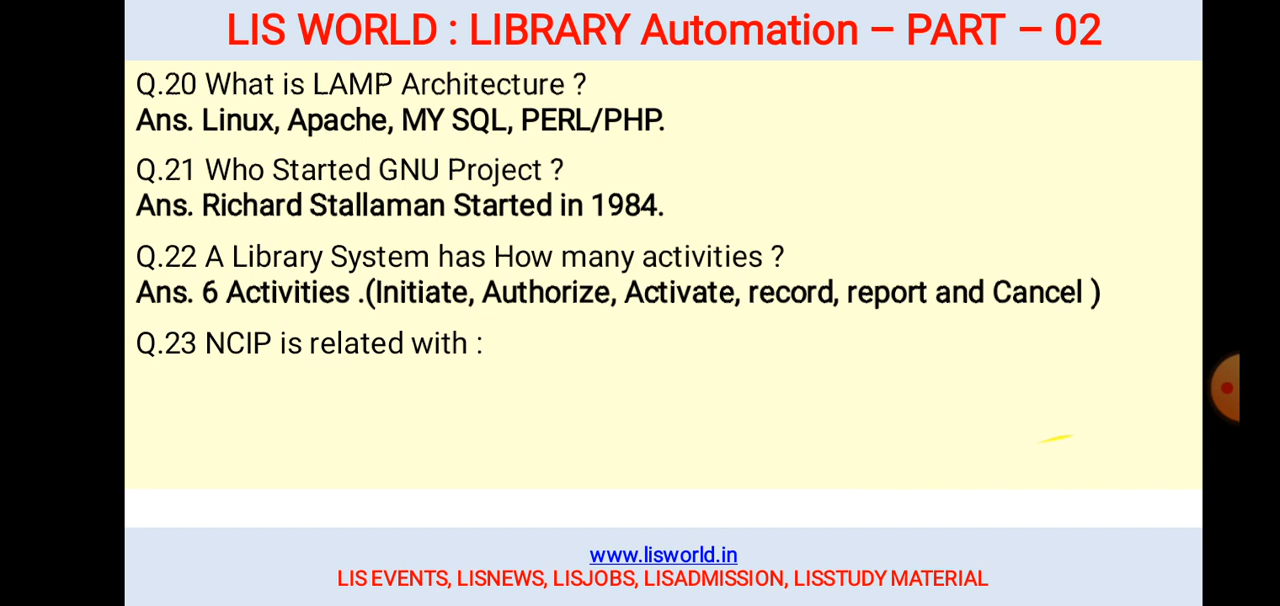 LIS WORLD : LIBRARY Automation – PART – 02
Q.20 What is LAMP Architecture ?
Ans. Linux, Apache, MY SQL, PERL/PHP.
Q.21 Who Started GNU Project ?
Ans. Richard Stallaman Started in 1984.
Q.22 A Library System has How many activities ?
Ans. 6 Activities .(Initiate, Authorize, Activate, record, report and Cancel )
Q.23 NCIP is related with :
www.lisworld.in
LIS EVENTS, LISNEWS, LISJOBS, LISADMISSION, LISSTUDY MATERIAL